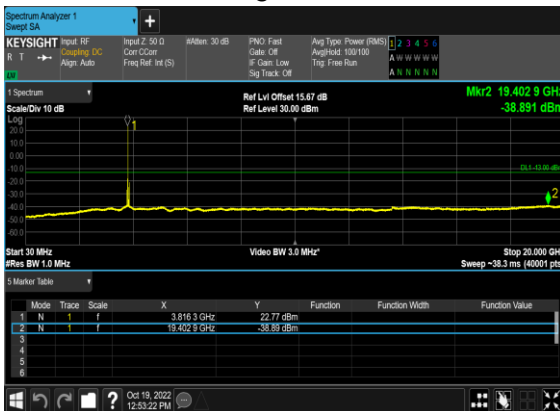 Spectrum Analyzer 1
Swept SA
KEYSIGHT
R T
Input: RF
Coupling: DC
Align: Auto
Input Z: 50 Ω
Corr CCorr
Freq Ref: Int (S)
#Atten: 30 dB
PNO: Fast
Gate: Off
IF Gain: Low
Sig Track: Off
Avg Type: Power (RMS)
Avg|Hold: 100/100
Trig: Free Run
1 2 3 4 5 6
A W W W W W
A N N N N N
1 Spectrum
Scale/Div 10 dB
Ref Lvl Offset 15.67 dB
Ref Level 30.00 dBm
Mkr2 19.402 9 GHz
-38.891 dBm
Log
20.0
10.0
0.00
-10.0
-20.0
-30.0
-40.0
-50.0
-60.0
1
DL1 -13.00 dBm
2
Start 30 MHz
#Res BW 1.0 MHz
Video BW 3.0 MHz*
Stop 20.000 GHz
Sweep ~38.3 ms (40001 pts)
5 Marker Table
Mode Trace Scale X Y Function Function Width Function Value
1 N 1 f 3.816 3 GHz 22.77 dBm
2 N 1 f 19.402 9 GHz -38.89 dBm
3
4
5
6
?
Oct 19, 2022
12:53:22 PM